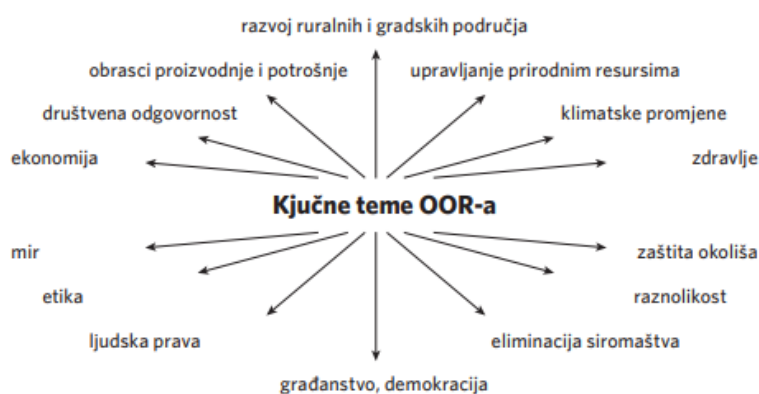 razvoj ruralnih i gradskih područja
obrasci proizvodnje i potrošnje
upravljanje prirodnim resursima
društvena odgovornost
klimatske promjene
ekonomija
zdravlje
Kjučne teme OOR-a
mir
zaštita okoliša
etika
raznolikost
ljudska prava
eliminacija siromaštva
građanstvo, demokracija